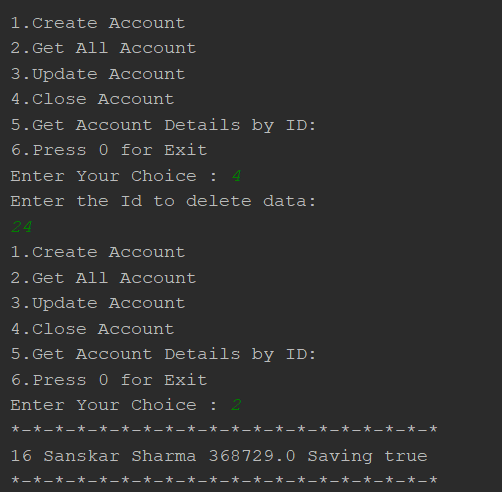 1.Create Account
2.Get All Account
3.Update Account
4.Close Account
5.Get Account Details by ID:
6.Press 0 for Exit
Enter Your Choice : 4
Enter the Id to delete data:
24
1.Create Account
2.Get All Account
3.Update Account
4.Close Account
5.Get Account Details by ID:
6.Press 0 for Exit
Enter Your Choice : 2
*-*-*-*-*-*-*-*-*-*-*-*-*-*-*-*-*-*-*-*
16 Sanskar Sharma 368729.0 Saving true
*-*-*-*-*-*-*-*-*-*-*-*-*-*-*-*-*-*-*-*